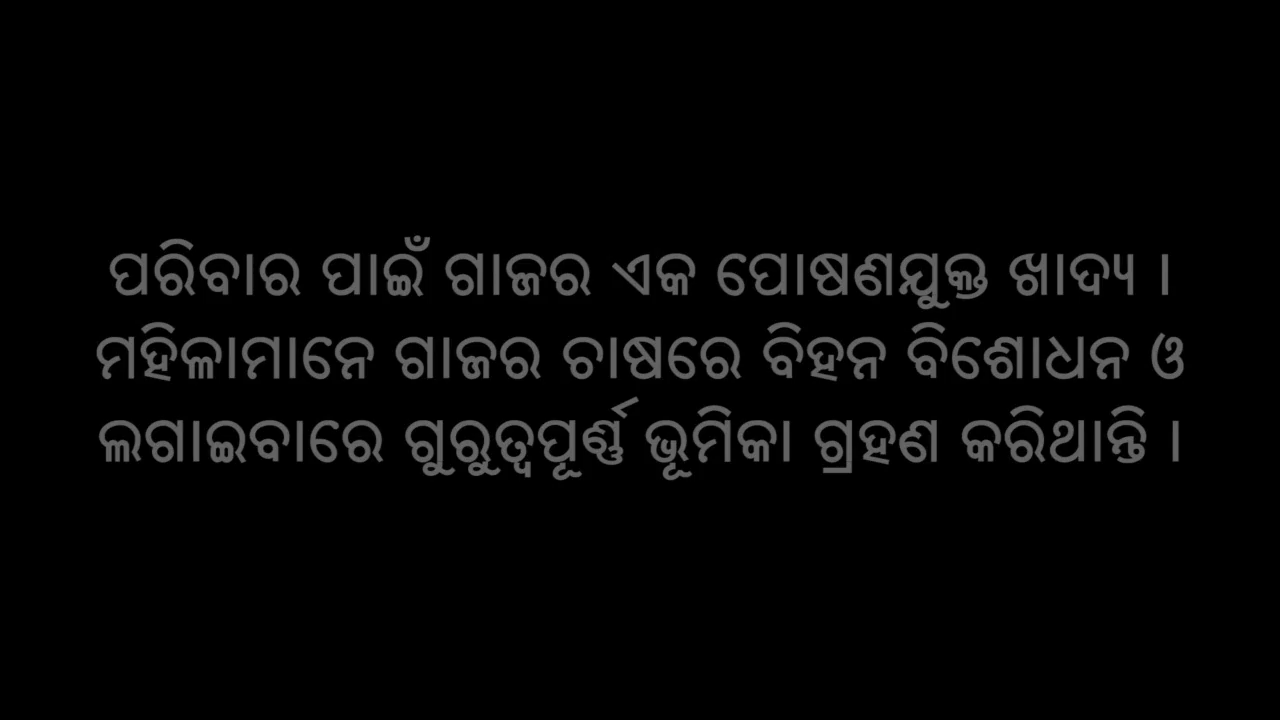 ପରିବାର ପାଇଁ ଗାଜର ଏକ ପୋଷଣଯୁକ୍ତ ଖାଦ୍ୟ ।
ମହିଳାମାନେ ଗାଜର ଚାଷରେ ବିହନ ବିଶୋଧନ ଓ
ଲଗାଇବାରେ ଗୁରୁତ୍ୱପୂର୍ଣ୍ଣ ଭୂମିକା ଗ୍ରହଣ କରିଥାନ୍ତି ।